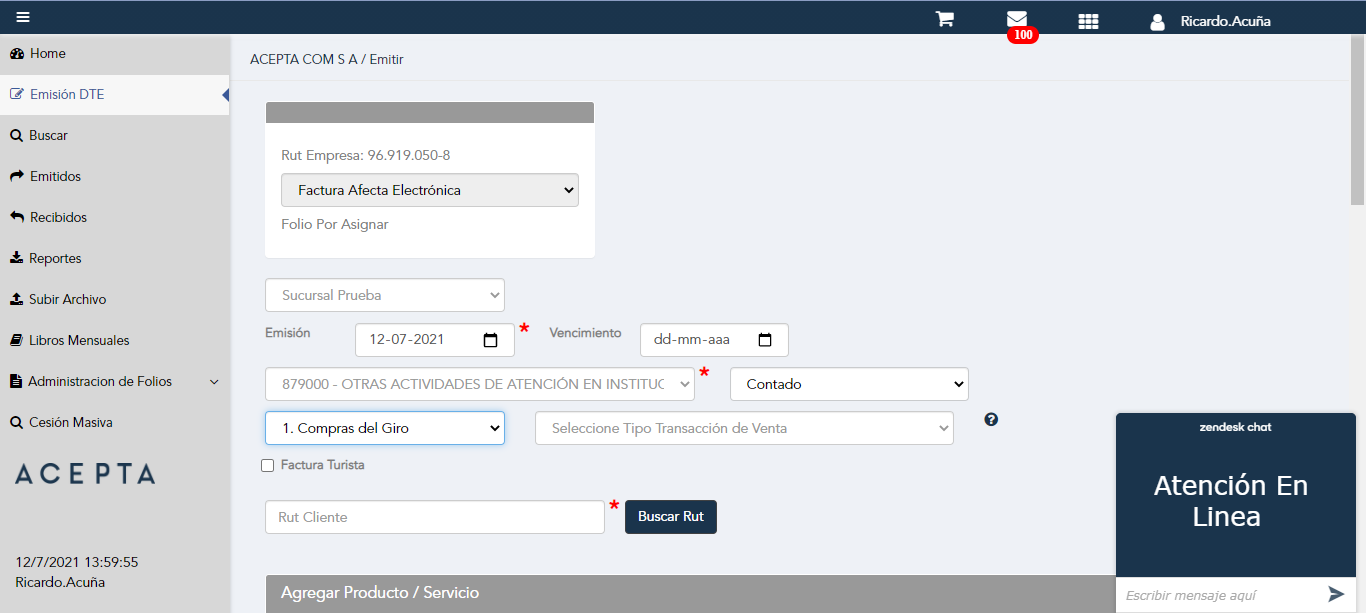 Ricardo.Acuña
100
Home
Emisión DTE
Buscar
Emitidos
Recibidos
Reportes
Subir Archivo
Libros Mensuales
Administracion de Folios
Cesión Masiva
ACEPTA
12/7/2021 13:59:55
Ricardo.Acuña
ACEPTA COM S A / Emitir
Rut Empresa: 96.919.050-8
Factura Afecta Electrónica
Folio Por Asignar
Sucursal Prueba
Emisión 12-07-2021 * Vencimiento dd-mm-aaa
879000 - OTRAS ACTIVIDADES DE ATENCIÓN EN INSTITUC * Contado
1. Compras del Giro Seleccione Tipo Transacción de Venta ?
Factura Turista
Rut Cliente * Buscar Rut
Agregar Producto / Servicio
zendesk chat
Atención En
Linea
Escribir mensaje aquí